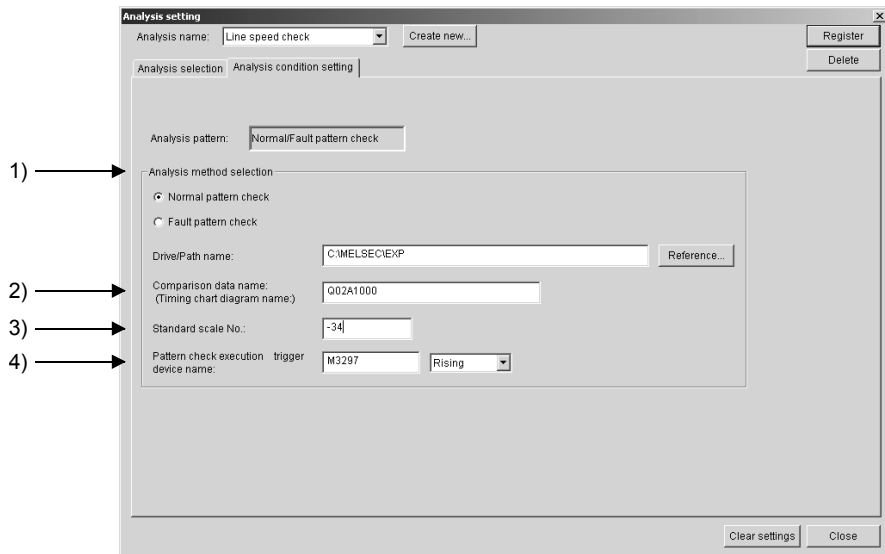 Analysis setting
Analysis name: Line speed check Create new... Register
Delete
Analysis selection Analysis condition setting
Analysis pattern: Normal/Fault pattern check
1) Analysis method selection
Normal pattern check
Fault pattern check
Drive/Path name: C:\MELSEC\EXP Reference...
2) Comparison data name: Q02A1000
(Timing chart diagram name:)
3) Standard scale No.: -34
4) Pattern check execution trigger M3297 Rising
device name:
Clear settings Close